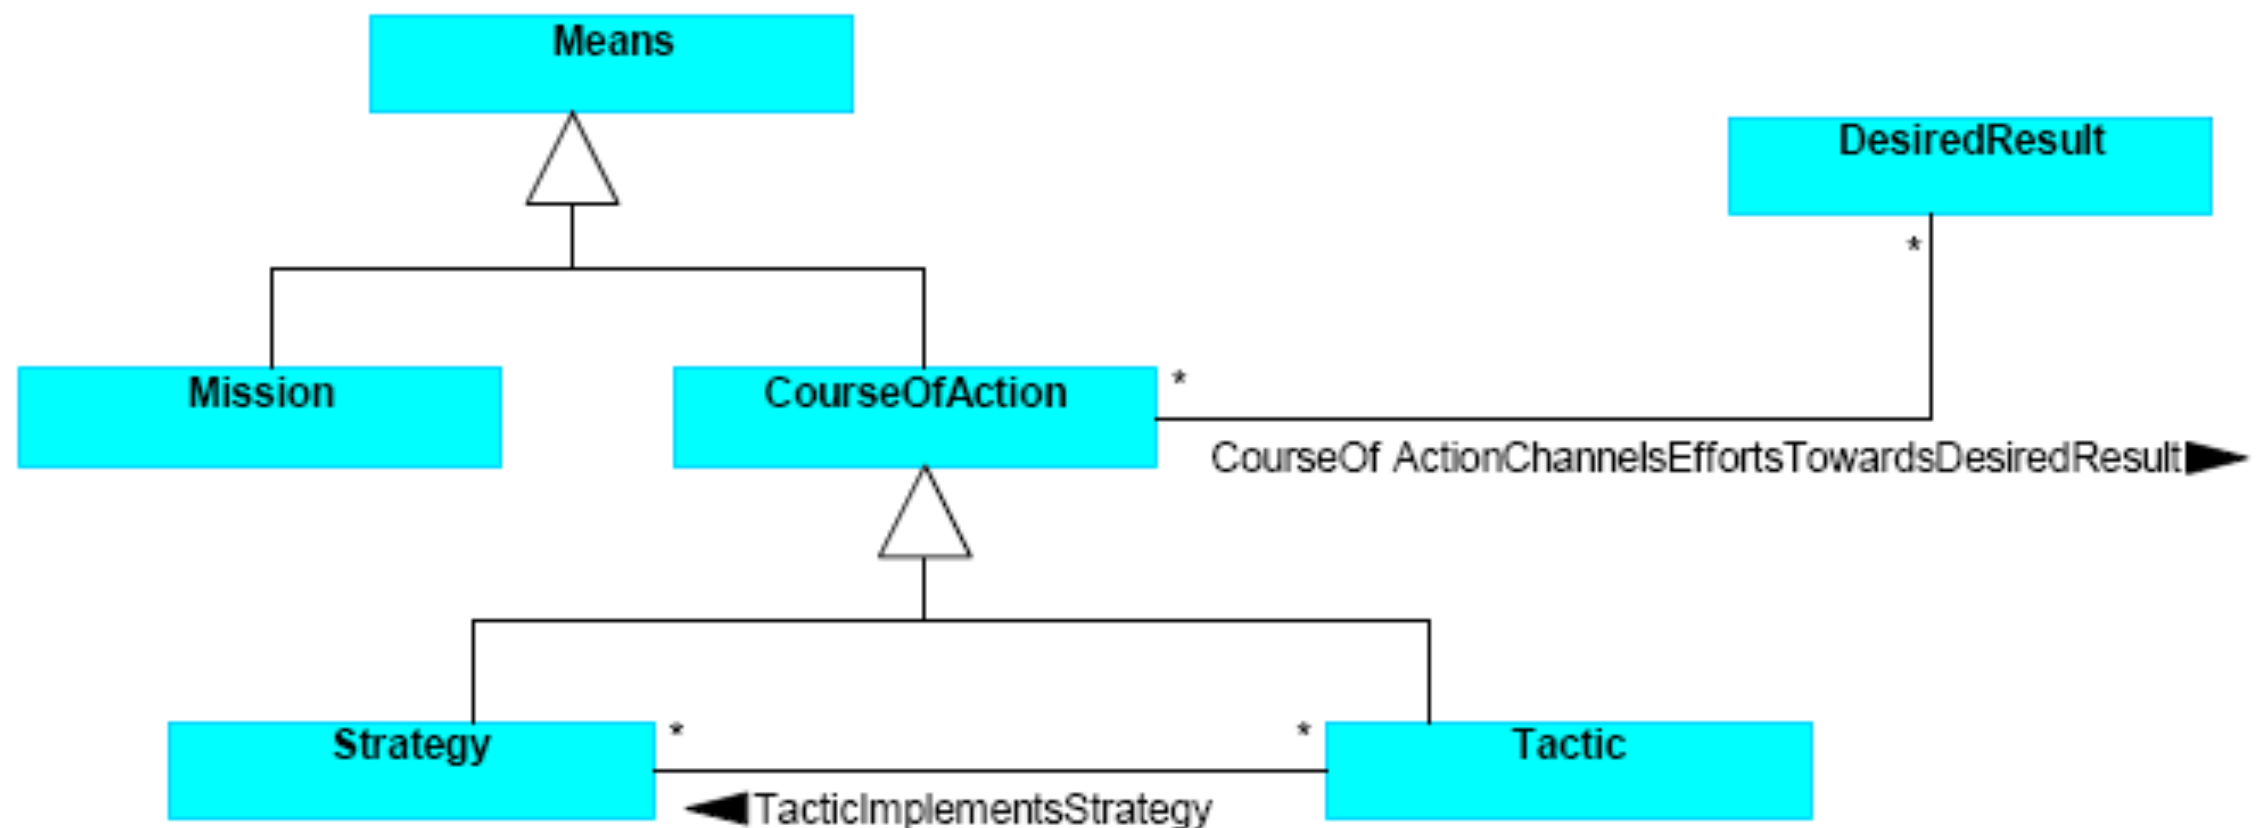 Means
DesiredResult
*
Mission
CourseOfAction
*
CourseOf ActionChannelsEffortsTowardsDesiredResult
Strategy
*
*
Tactic
TacticImplementsStrategy